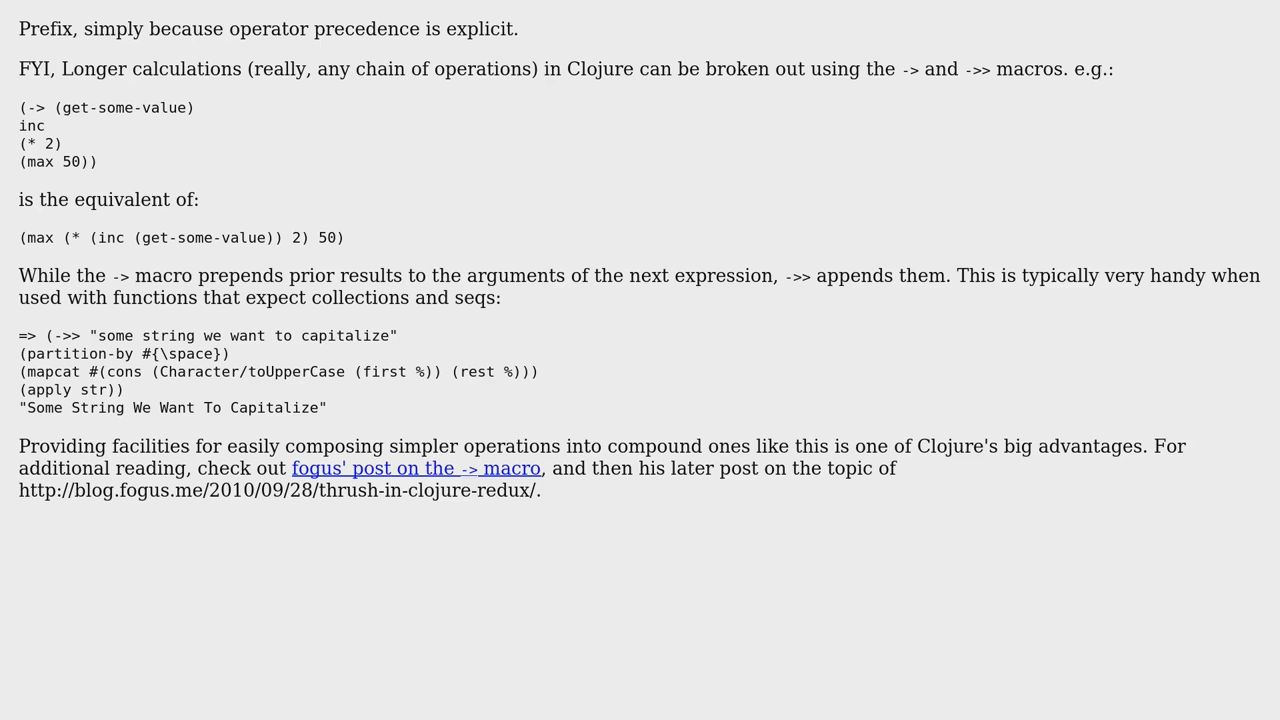 Prefix, simply because operator precedence is explicit.
FYI, Longer calculations (really, any chain of operations) in Clojure can be broken out using the -> and ->> macros. e.g.:
(-> (get-some-value)
inc
(* 2)
(max 50))
is the equivalent of:
(max (* (inc (get-some-value)) 2) 50)
While the -> macro prepends prior results to the arguments of the next expression, ->> appends them. This is typically very handy when
used with functions that expect collections and seqs:
=> (->> "some string we want to capitalize"
(partition-by #{\space})
(mapcat #(cons (Character/toUpperCase (first %)) (rest %)))
(apply str))
"Some String We Want To Capitalize"
Providing facilities for easily composing simpler operations into compound ones like this is one of Clojure's big advantages. For
additional reading, check out fogus' post on the -> macro, and then his later post on the topic of
http://blog.fogus.me/2010/09/28/thrush-in-clojure-redux/.